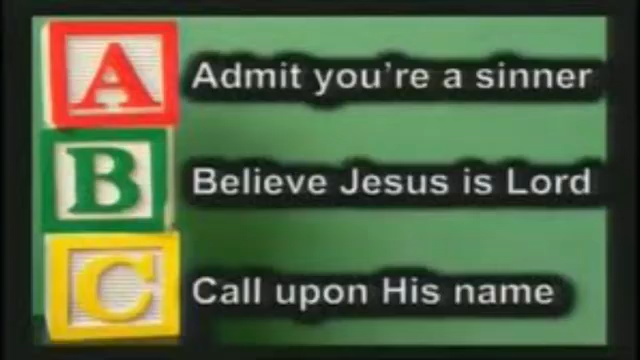 A Admit you're a sinner
B Believe Jesus is Lord
C Call upon His name